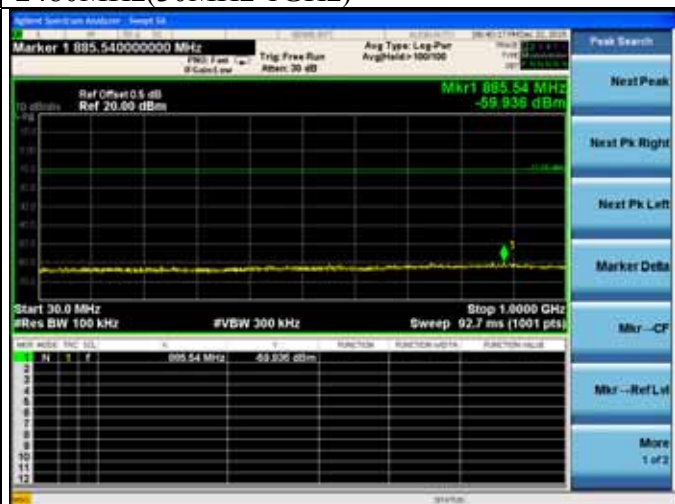 2480MHz(30MHz-1GHz)
Agilent Spectrum Analyzer - Swept SA
Marker 1 885.540000000 MHz
PNO: Fast
IFGain:Low
Trig: Free Run
Atten: 30 dB
Avg Type: Log-Pwr
Avg|Hold:>100/100
Peak Search
Ref Offset 0.5 dB
10 dB/div Ref 20.00 dBm
Mkr1 885.54 MHz
-59.936 dBm
Next Peak
Next Pk Right
Next Pk Left
Marker Delta
1
Start 30.0 MHz
Stop 1.0000 GHz
#Res BW 100 kHz
#VBW 300 kHz
Sweep 92.7 ms (1001 pts)
Mkr→CF
MKR MODE TRC SCL X Y FUNCTION FUNCTION WIDTH FUNCTION VALUE
1 N 1 f 885.54 MHz -59.936 dBm
2
3
4
5
6
7
8
9
10
11
12
Mkr→Ref Lvl
More
1 of 2
MSG
STATUS